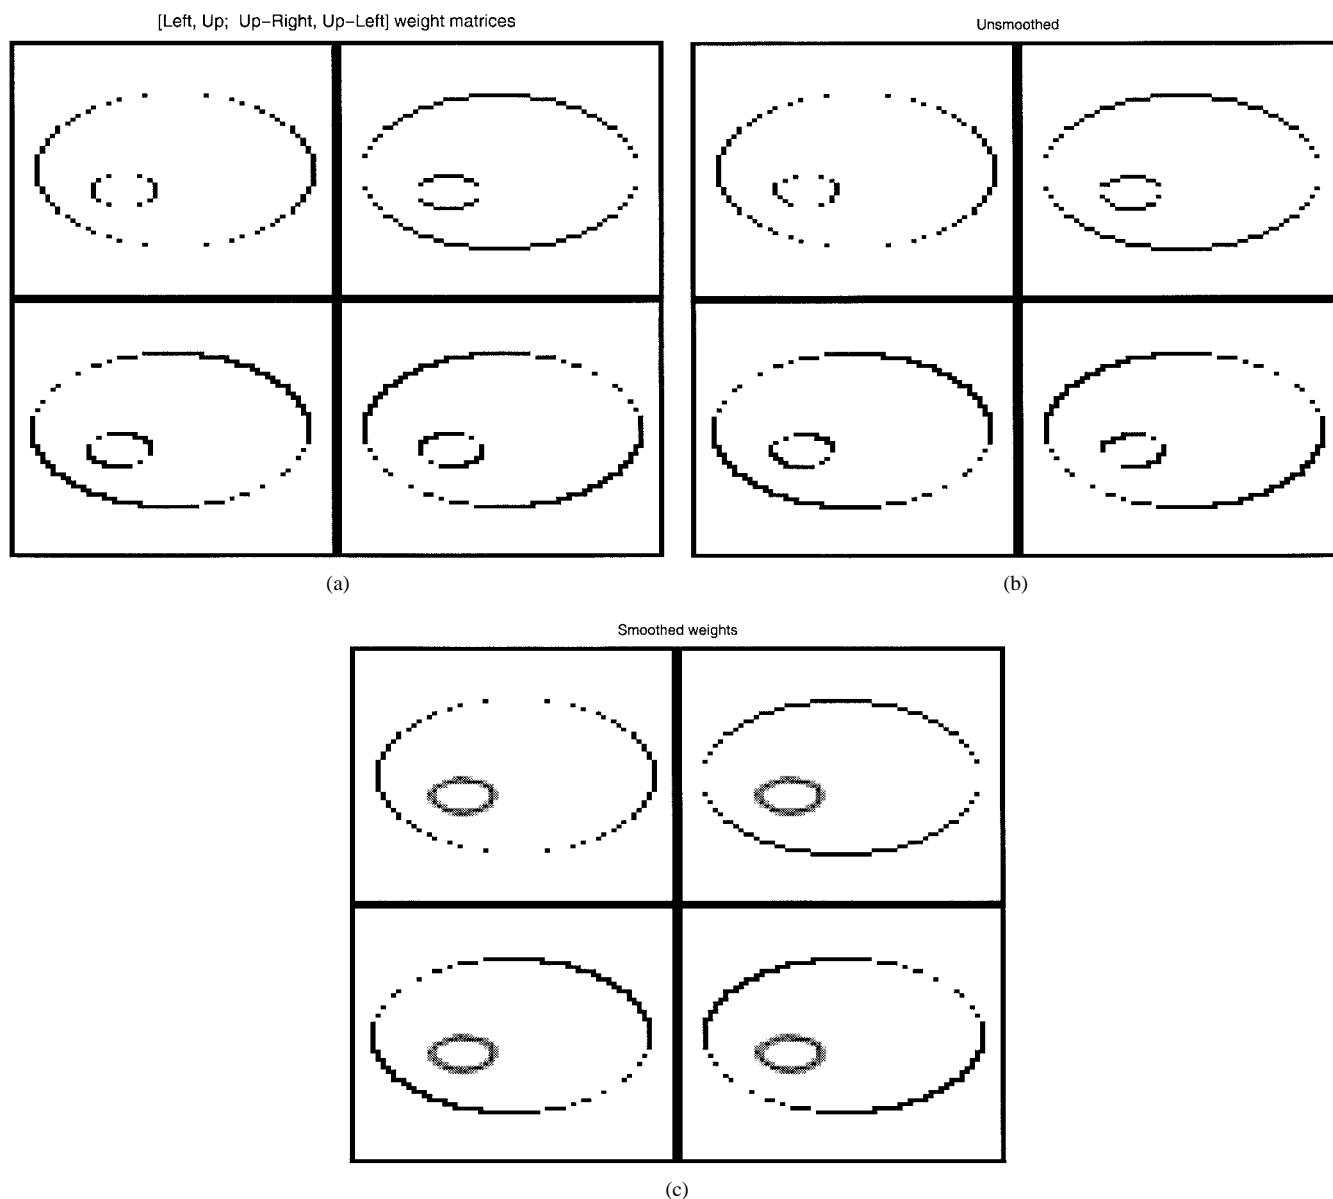 [Left, Up;  Up−Right, Up−Left] weight matrices
Unsmoothed
(a)
(b)
Smoothed weights
(c)